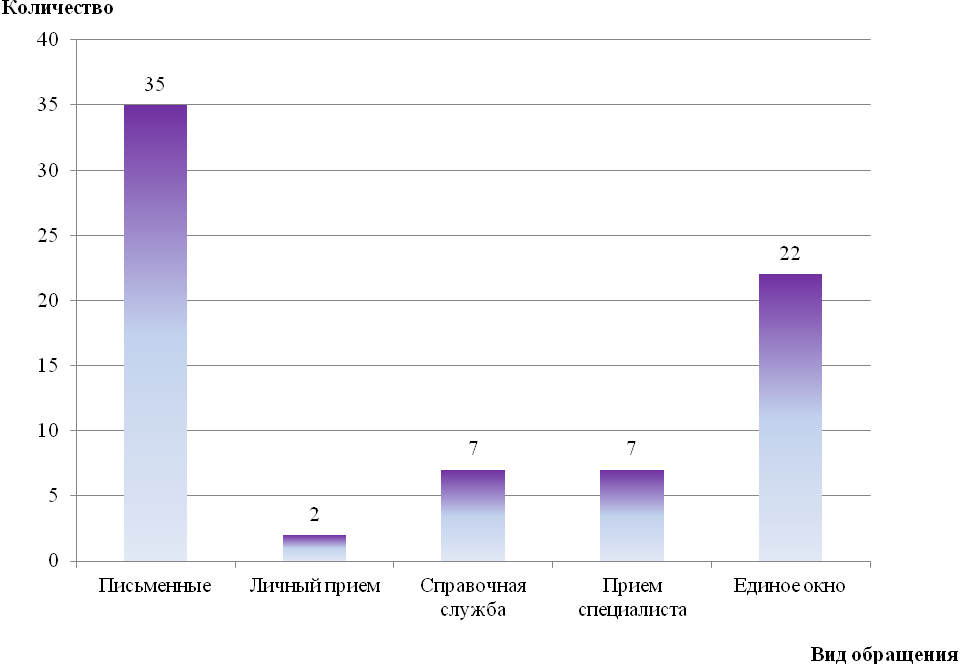 Количество
40
35
30
25
20
15
10
5
0
35
2
7
7
22
Письменные
Личный прием
Справочная
служба
Прием
специалиста
Единое окно
Вид обращения